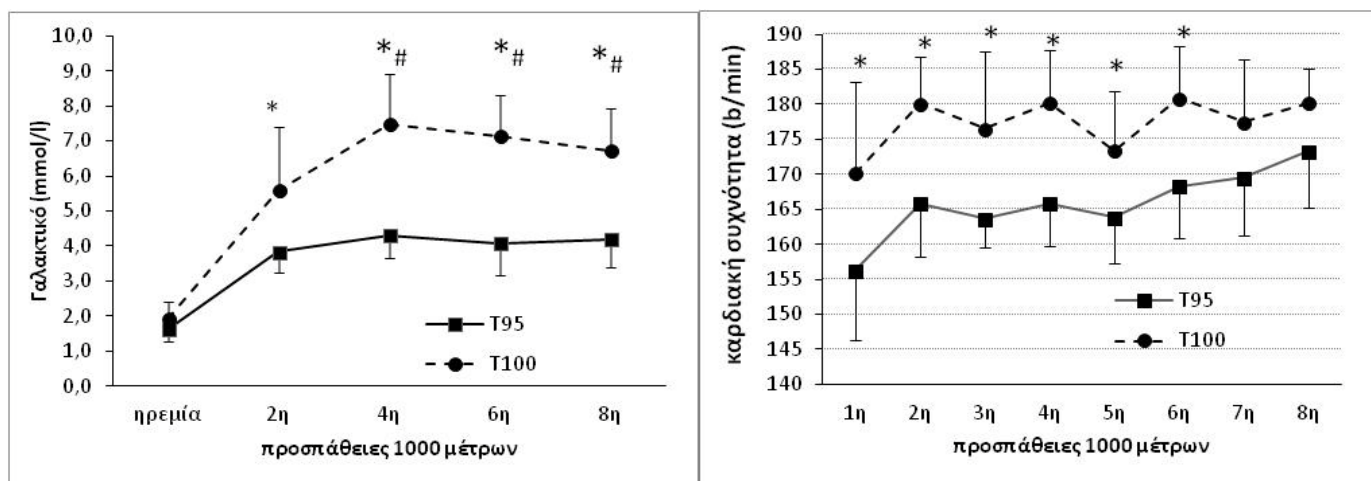 Γαλακτικό (mmol/l)
10,0
9,0
8,0
7,0
6,0
5,0
4,0
3,0
2,0
1,0
0,0
* *# *# *#
T95
T100
ηρεμία 2η 4η 6η 8η
προσπάθειες 1000 μέτρων
καρδιακή συχνότητα (b/min)
190
185
180
175
170
165
160
155
150
145
140
* * * * * *
T95
T100
1η 2η 3η 4η 5η 6η 7η 8η
προσπάθειες 1000 μέτρων